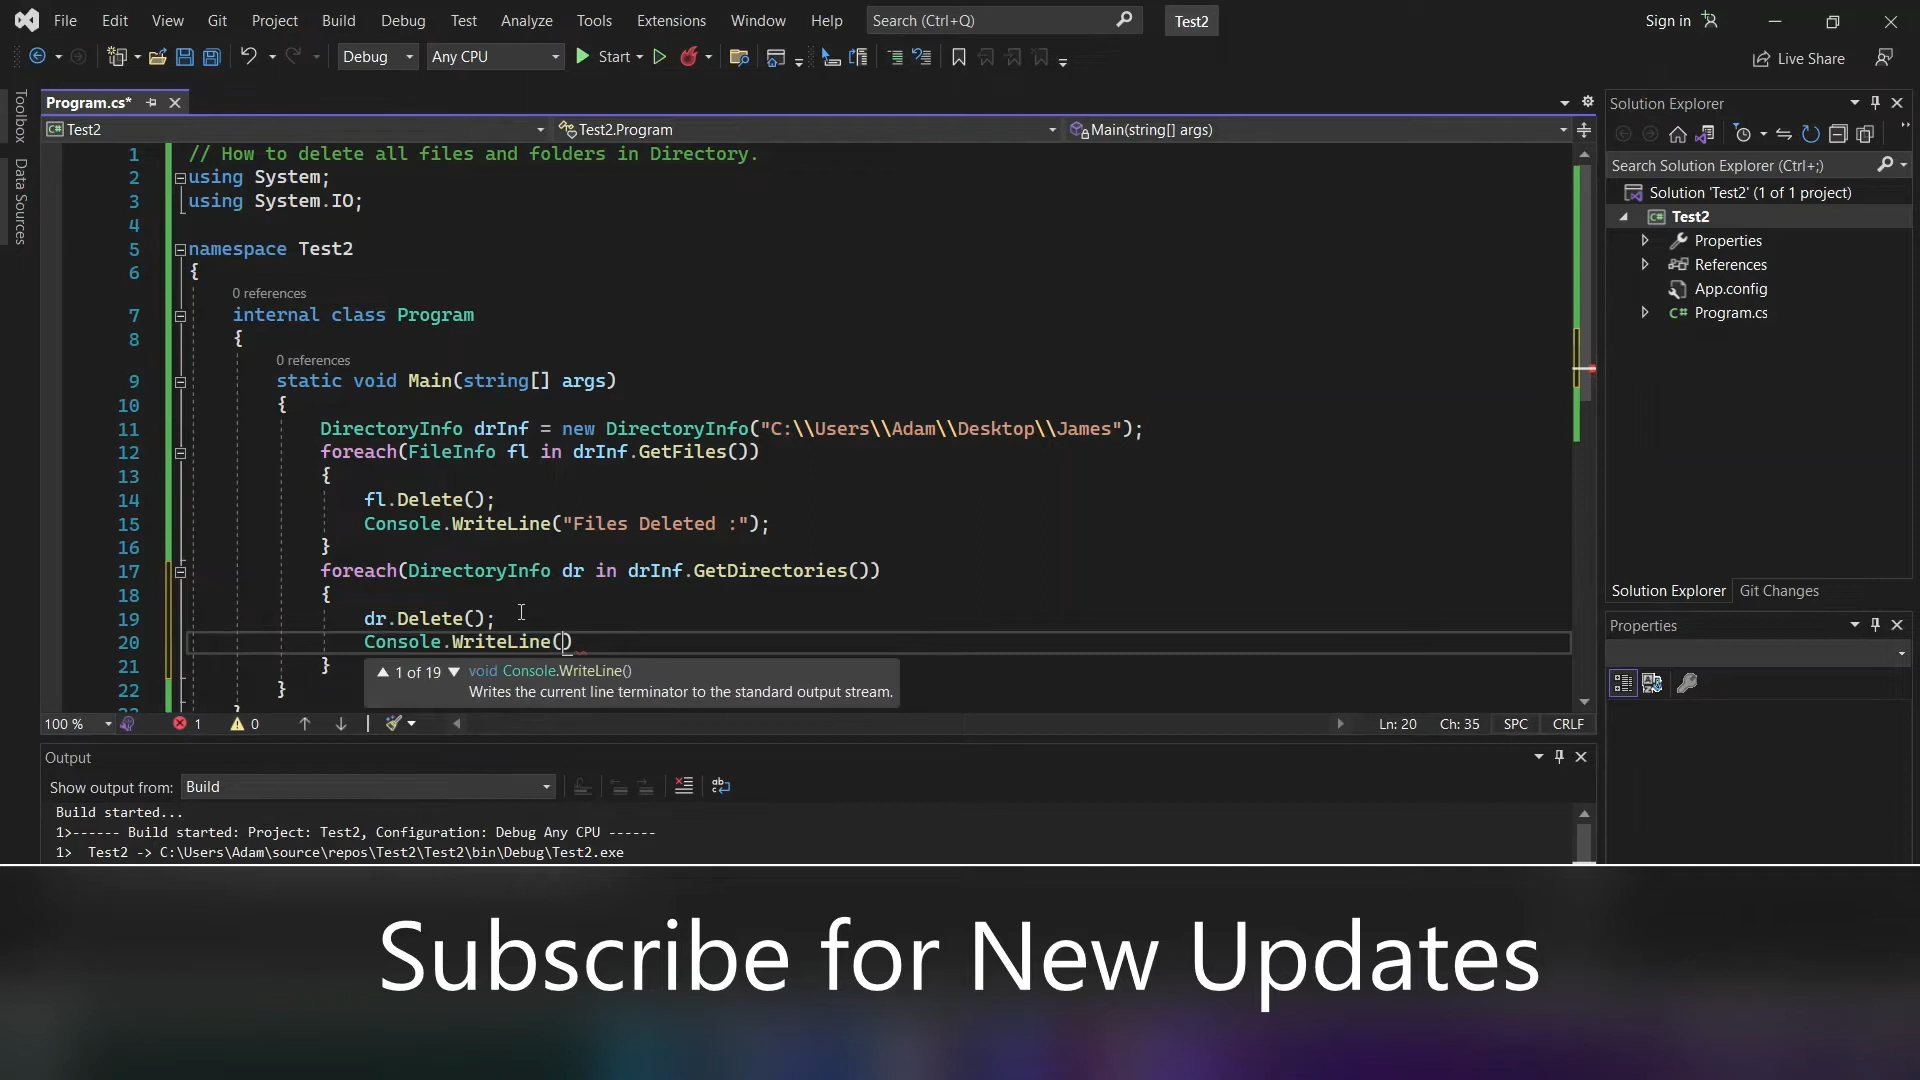 File Edit View Git Project Build Debug Test Analyze Tools Extensions Window Help Search (Ctrl+Q) Test2 Sign in
Debug Any CPU Start Live Share
Toolbox
Data Sources
Program.cs*
Test2 Test2.Program Main(string[] args)
1 // How to delete all files and folders in Directory.
2 using System;
3 using System.IO;
4
5 namespace Test2
6 {
0 references
7 internal class Program
8 {
0 references
9 static void Main(string[] args)
10 {
11 DirectoryInfo drInf = new DirectoryInfo("C:\\Users\\Adam\\Desktop\\James");
12 foreach(FileInfo fl in drInf.GetFiles())
13 {
14 fl.Delete();
15 Console.WriteLine("Files Deleted :");
16 }
17 foreach(DirectoryInfo dr in drInf.GetDirectories())
18 {
19 dr.Delete();
20 Console.WriteLine()
21 }
22 }
1 of 19 void Console.WriteLine()
Writes the current line terminator to the standard output stream.
100 % 1 0 Ln: 20 Ch: 35 SPC CRLF
Output
Show output from: Build
Build started...
1>------ Build started: Project: Test2, Configuration: Debug Any CPU ------
1> Test2 -> C:\Users\Adam\source\repos\Test2\Test2\bin\Debug\Test2.exe
Solution Explorer
Search Solution Explorer (Ctrl+;)
Solution 'Test2' (1 of 1 project)
Test2
Properties
References
App.config
C# Program.cs
Solution Explorer Git Changes
Properties
Subscribe for New Updates